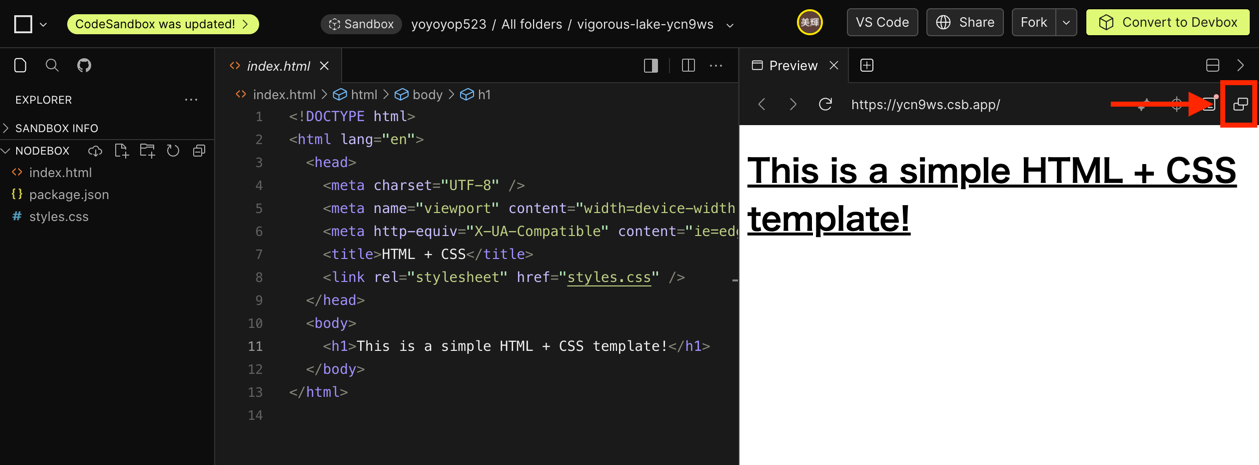 CodeSandbox was updated!
Sandbox
yoyoyop523 / All folders / vigorous-lake-ycn9ws
美輝
VS Code
Share
Fork
Convert to Devbox
EXPLORER
SANDBOX INFO
NODEBOX
index.html
package.json
styles.css
index.html
index.html > html > body > h1
1 <!DOCTYPE html>
2 <html lang="en">
3 <head>
4 <meta charset="UTF-8" />
5 <meta name="viewport" content="width=device-width
6 <meta http-equiv="X-UA-Compatible" content="ie=edg
7 <title>HTML + CSS</title>
8 <link rel="stylesheet" href="styles.css" />
9 </head>
10 <body>
11 <h1>This is a simple HTML + CSS template!</h1>
12 </body>
13 </html>
14
Preview
https://ycn9ws.csb.app/
This is a simple HTML + CSS
template!